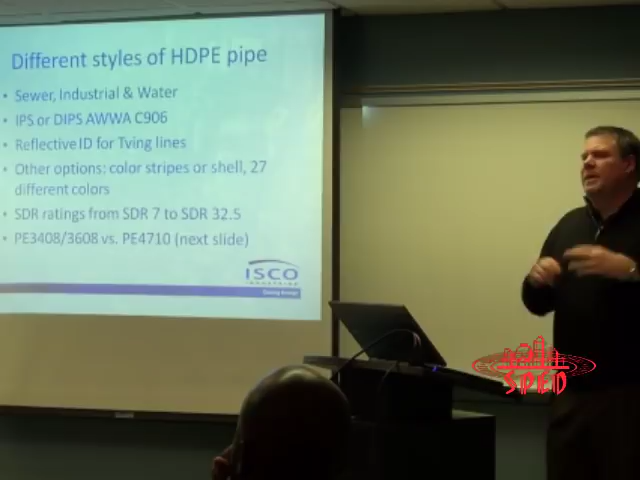 Different styles of HDPE pipe
• Sewer, Industrial & Water
• IPS or DIPS AWWA C906
• Reflective ID for Tving lines
• Other options: color stripes or shell, 27
different colors
• SDR ratings from SDR 7 to SDR 32.5
• PE3408/3608 vs. PE4710 (next slide)
ISCO
INDUSTRIES
SPED